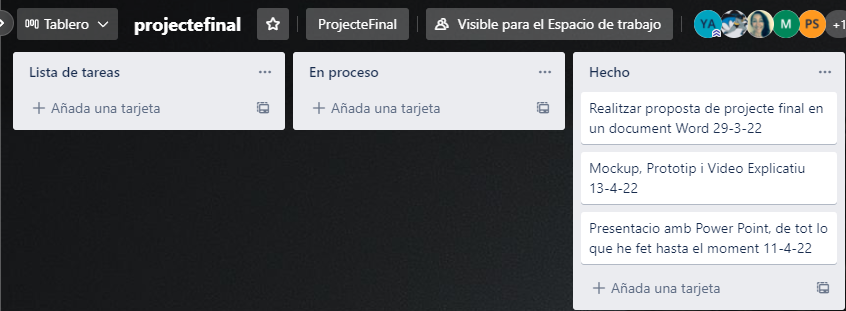 Tablero
projectefinal
ProjecteFinal
Visible para el Espacio de trabajo
YA
M
PS
+1
Lista de tareas
Añada una tarjeta
En proceso
Añada una tarjeta
Hecho
Realitzar proposta de projecte final en
un document Word 29-3-22
Mockup, Prototip i Video Explicatiu
13-4-22
Presentacio amb Power Point, de tot lo
que he fet hasta el moment 11-4-22
Añada una tarjeta